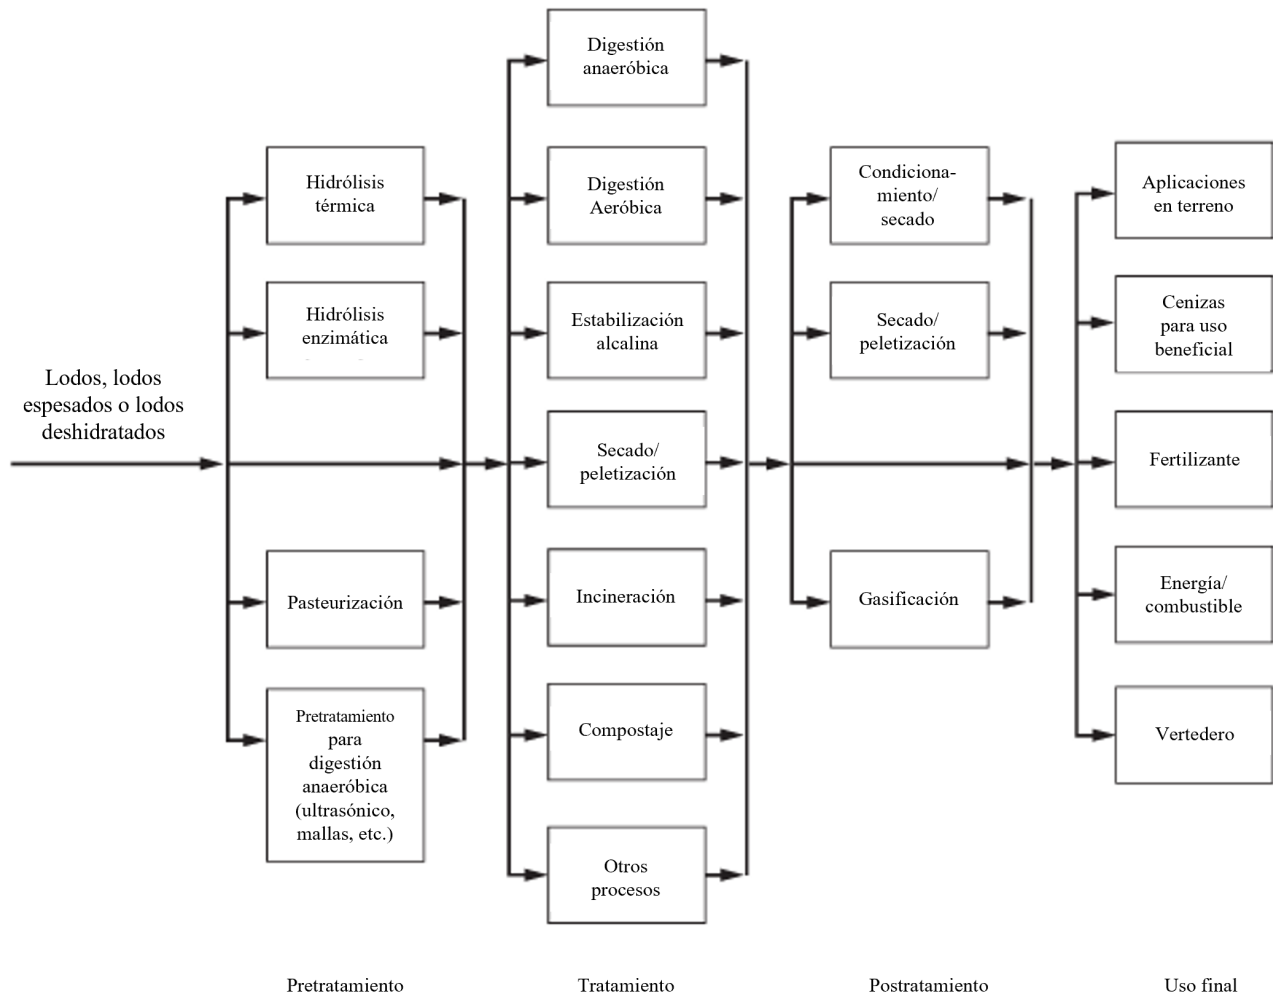 Lodos, lodos
espesados o lodos
deshidratados
Hidrólisis
térmica
Hidrólisis
enzimática
Pasteurización
Pretratamiento
para
digestión
anaeróbica
(ultrasónico,
mallas, etc.)
Digestión
anaeróbica
Digestión
Aeróbica
Estabilización
alcalina
Secado/
peletización
Incineración
Compostaje
Otros
procesos
Condiciona-
miento/
secado
Secado/
peletización
Gasificación
Aplicaciones
en terreno
Cenizas
para uso
beneficial
Fertilizante
Energía/
combustible
Vertedero
Pretratamiento
Tratamiento
Postratamiento
Uso final